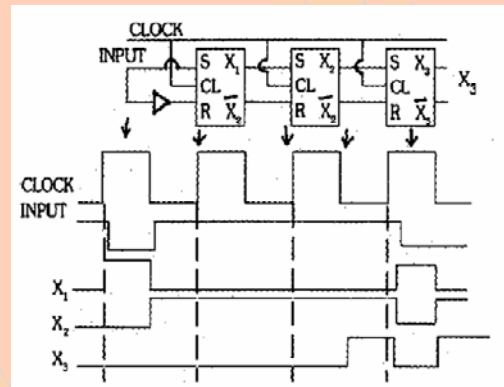 CLOCK
INPUT
S X₁ S X₂ S X₃
CL CL CL X₃
R X̅₂ R X̅₂ R X̅₃
CLOCK
INPUT
X₁
X₂
X₃